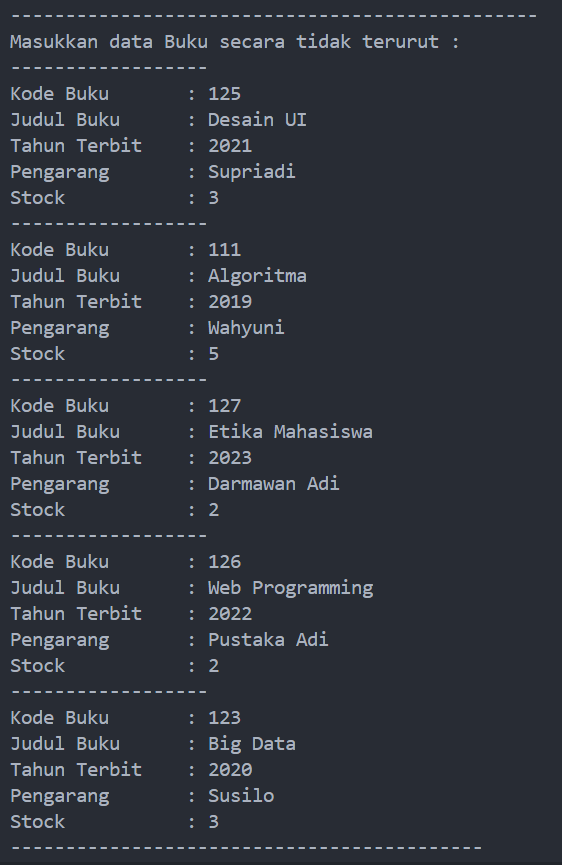 ------------------------------------------------
Masukkan data Buku secara tidak terurut :
------------------
Kode Buku       : 125
Judul Buku      : Desain UI
Tahun Terbit    : 2021
Pengarang       : Supriadi
Stock           : 3
------------------
Kode Buku       : 111
Judul Buku      : Algoritma
Tahun Terbit    : 2019
Pengarang       : Wahyuni
Stock           : 5
------------------
Kode Buku       : 127
Judul Buku      : Etika Mahasiswa
Tahun Terbit    : 2023
Pengarang       : Darmawan Adi
Stock           : 2
------------------
Kode Buku       : 126
Judul Buku      : Web Programming
Tahun Terbit    : 2022
Pengarang       : Pustaka Adi
Stock           : 2
------------------
Kode Buku       : 123
Judul Buku      : Big Data
Tahun Terbit    : 2020
Pengarang       : Susilo
Stock           : 3
-------------------------------------------